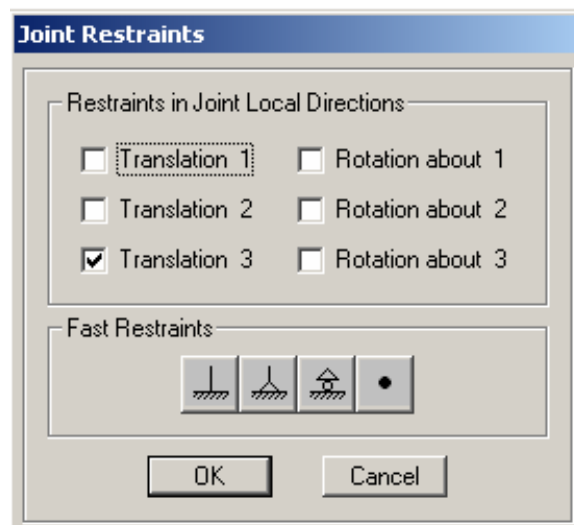 Joint Restraints
Restraints in Joint Local Directions
Translation 1 Rotation about 1
Translation 2 Rotation about 2
Translation 3 Rotation about 3
Fast Restraints
OK Cancel